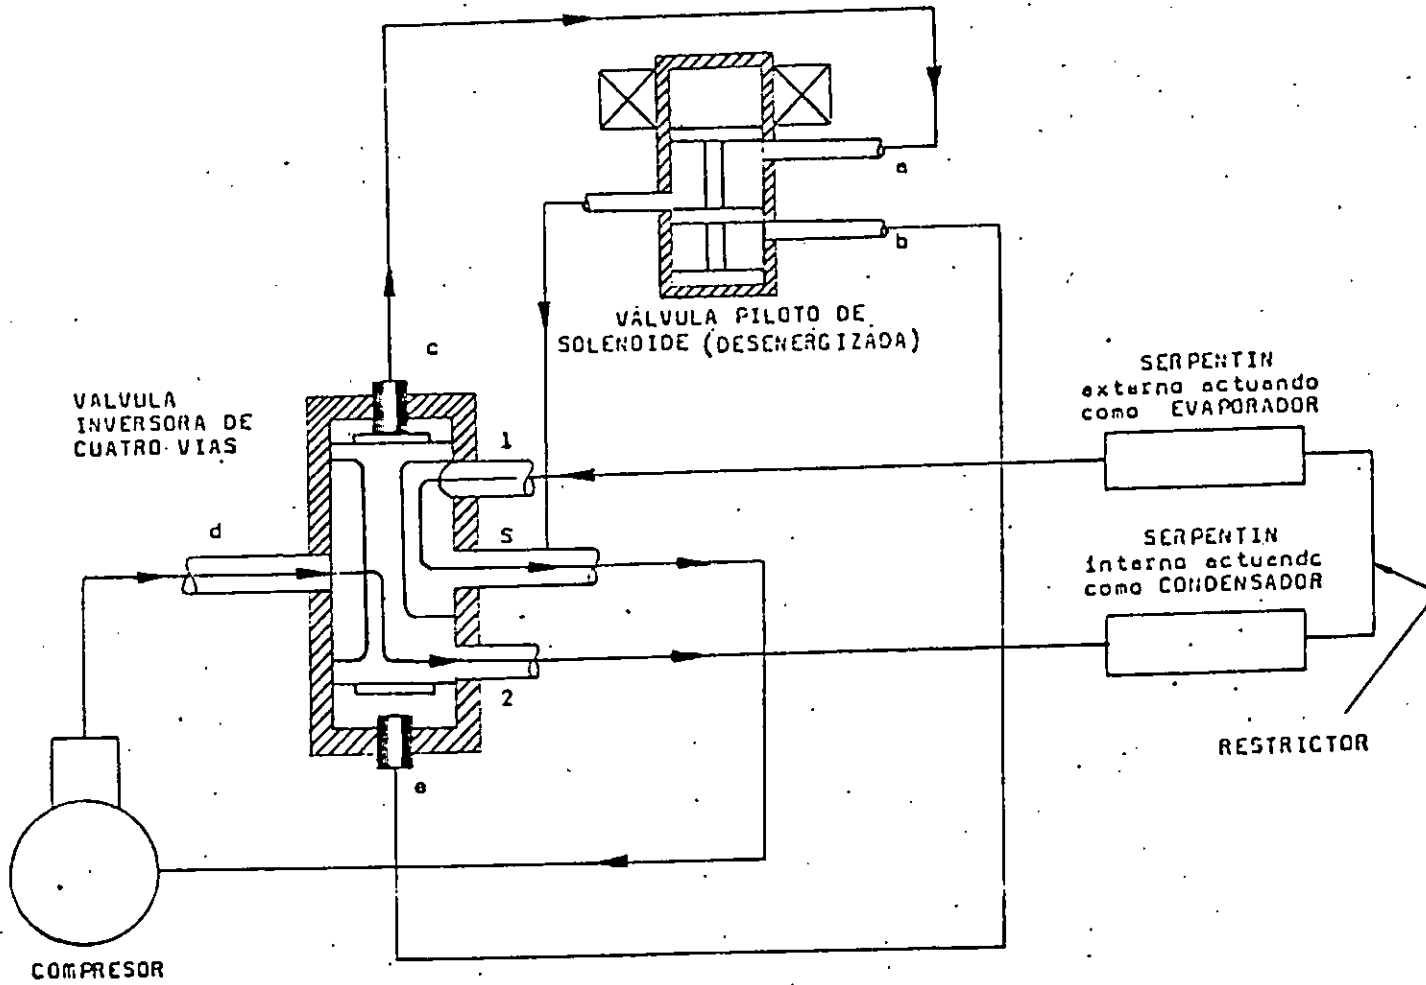 a
b
VÁLVULA PILOTO DE
SOLENOIDE (DESENERGIZADA)
c
VALVULA
INVERSORA DE
CUATRO VIAS
SERPENTIN
externo actuando
como EVAPORADOR
1
d
S
SERPENTIN
interno actuando
como CONDENSADOR
2
RESTRICTOR
e
COMPRESOR